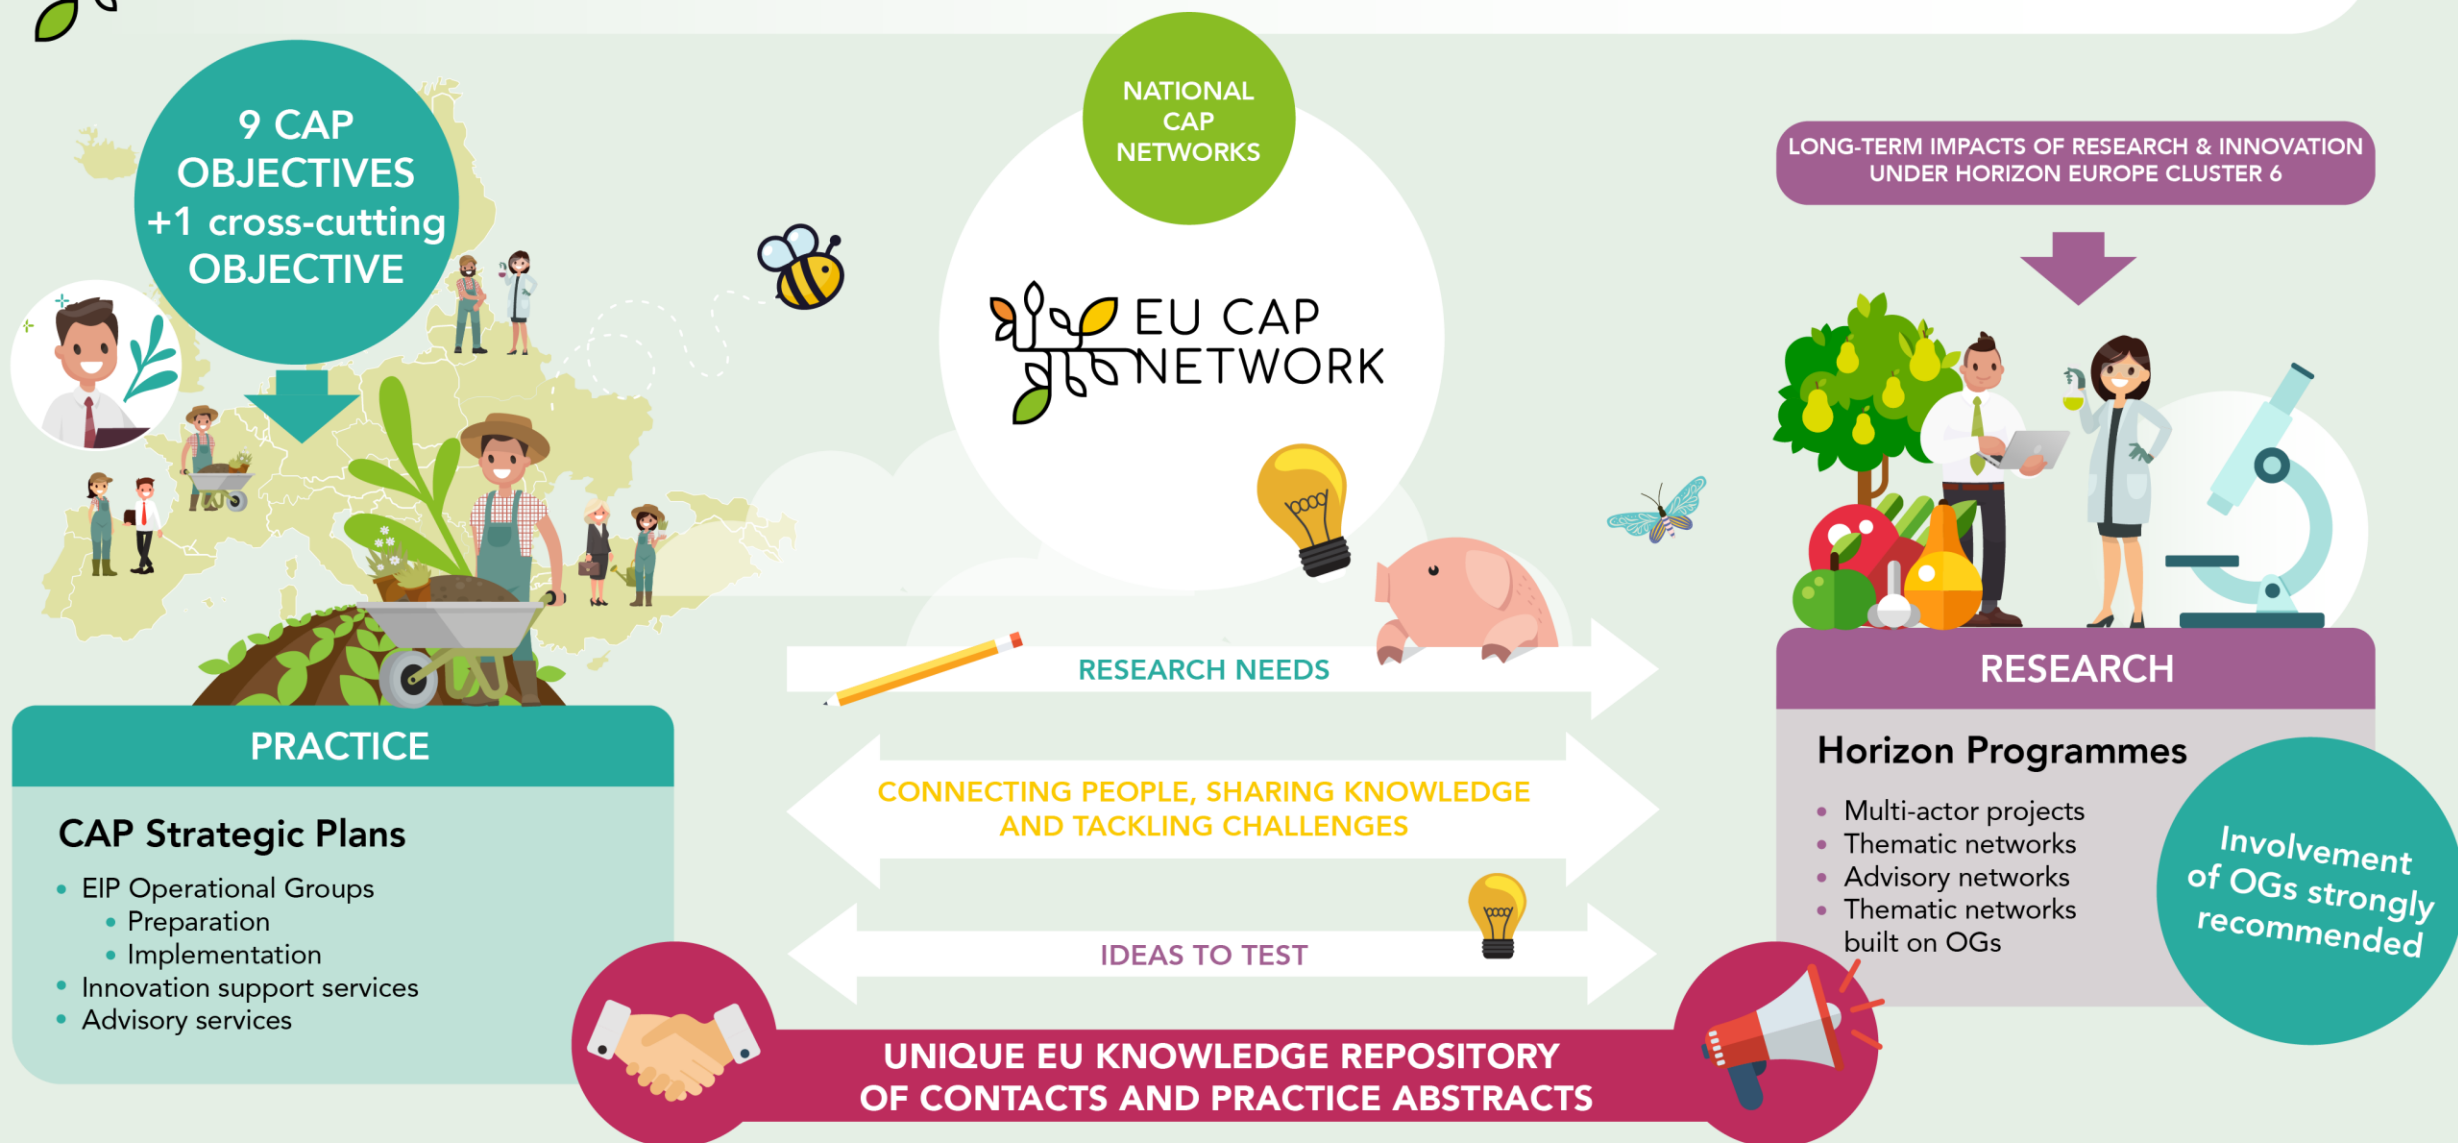 9 CAP
OBJECTIVES
+1 cross-cutting
OBJECTIVE
NATIONAL
CAP
NETWORKS
EU CAP
NETWORK
LONG-TERM IMPACTS OF RESEARCH & INNOVATION
UNDER HORIZON EUROPE CLUSTER 6
PRACTICE
CAP Strategic Plans
• EIP Operational Groups
• Preparation
• Implementation
• Innovation support services
• Advisory services
RESEARCH NEEDS
CONNECTING PEOPLE, SHARING KNOWLEDGE
AND TACKLING CHALLENGES
IDEAS TO TEST
RESEARCH
Horizon Programmes
• Multi-actor projects
• Thematic networks
• Advisory networks
• Thematic networks
built on OGs
Involvement
of OGs strongly
recommended
UNIQUE EU KNOWLEDGE REPOSITORY
OF CONTACTS AND PRACTICE ABSTRACTS